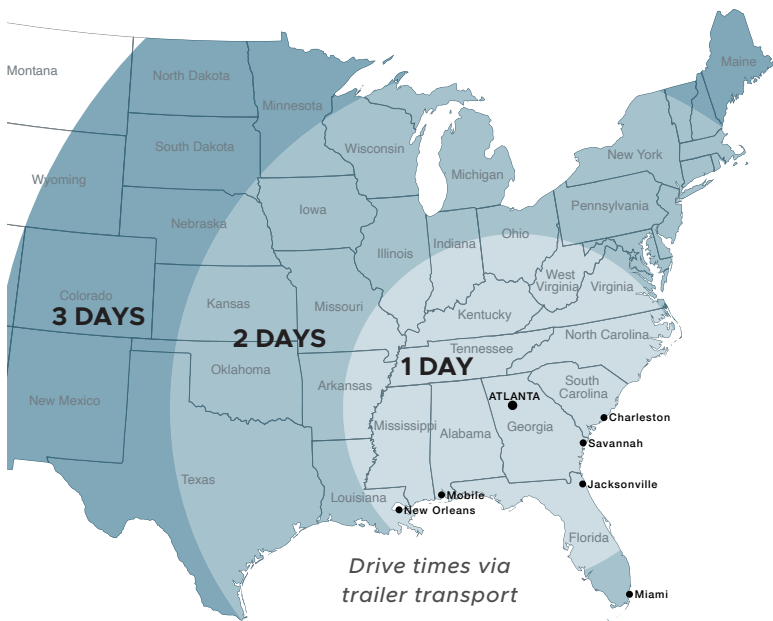 Maine
Montana
North Dakota
Minnesota
South Dakota
Wisconsin
New York
Wyoming
Michigan
Pennsylvania
Nebraska
Iowa
Ohio
Illinois
Indiana
West
Virginia
Virginia
Colorado
3 DAYS
Kansas
Missouri
2 DAYS
Kentucky
North Carolina
Tennessee
1 DAY
Oklahoma
Arkansas
South
Carolina
New Mexico
ATLANTA
Charleston
Mississippi
Alabama
Georgia
Savannah
Texas
Louisiana
Mobile
Jacksonville
New Orleans
Florida
Drive times via
trailer transport
Miami